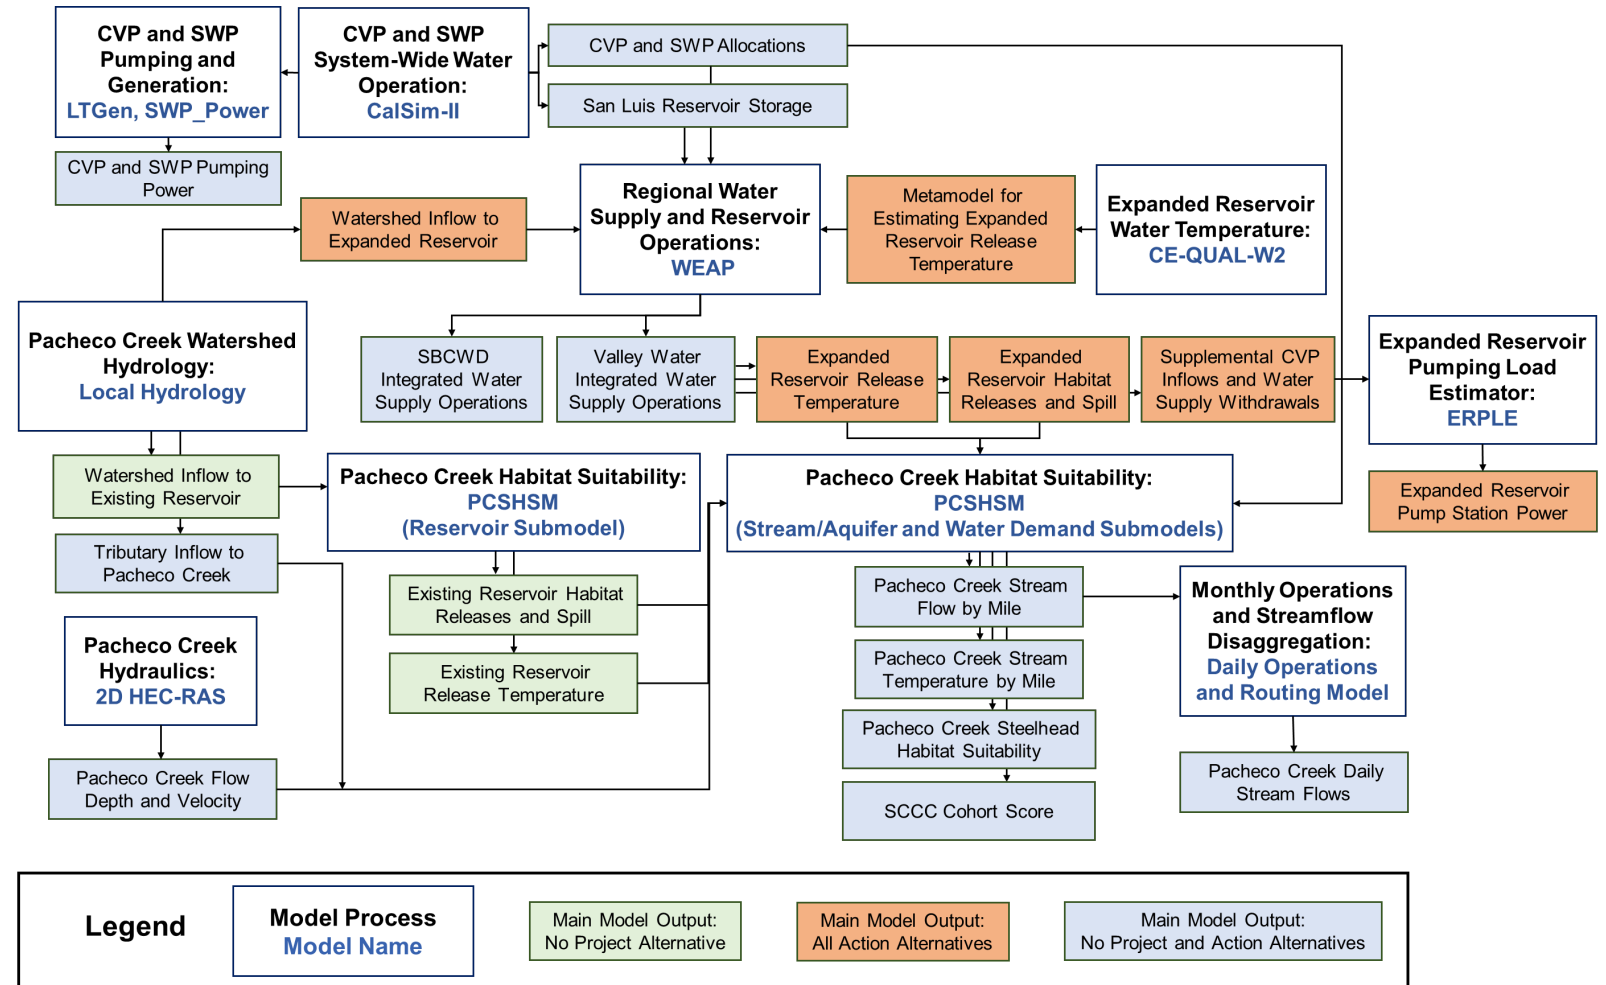 CVP and SWP
Pumping and
Generation:
LTGen, SWP_Power
CVP and SWP
System-Wide Water
Operation:
CalSim-II
CVP and SWP Allocations
San Luis Reservoir Storage
CVP and SWP Pumping
Power
Watershed Inflow to
Expanded Reservoir
Regional Water
Supply and Reservoir
Operations:
WEAP
Metamodel for
Estimating Expanded
Reservoir Release
Temperature
Expanded Reservoir
Water Temperature:
CE-QUAL-W2
Pacheco Creek Watershed
Hydrology:
Local Hydrology
SBCWD
Integrated Water
Supply Operations
Valley Water
Integrated Water
Supply Operations
Expanded
Reservoir Release
Temperature
Expanded
Reservoir Habitat
Releases and Spill
Supplemental CVP
Inflows and Water
Supply Withdrawals
Expanded Reservoir
Pumping Load
Estimator:
ERPLE
Watershed Inflow to
Existing Reservoir
Pacheco Creek Habitat Suitability:
PCSHSM
(Reservoir Submodel)
Pacheco Creek Habitat Suitability:
PCSHSM
(Stream/Aquifer and Water Demand Submodels)
Expanded Reservoir
Pump Station Power
Tributary Inflow to
Pacheco Creek
Existing Reservoir Habitat
Releases and Spill
Existing Reservoir
Release Temperature
Pacheco Creek Stream
Flow by Mile
Pacheco Creek Stream
Temperature by Mile
Pacheco Creek Steelhead
Habitat Suitability
SCCC Cohort Score
Monthly Operations
and Streamflow
Disaggregation:
Daily Operations
and Routing Model
Pacheco Creek Daily
Stream Flows
Pacheco Creek
Hydraulics:
2D HEC-RAS
Pacheco Creek Flow
Depth and Velocity
Legend
Model Process
Model Name
Main Model Output:
No Project Alternative
Main Model Output:
All Action Alternatives
Main Model Output:
No Project and Action Alternatives